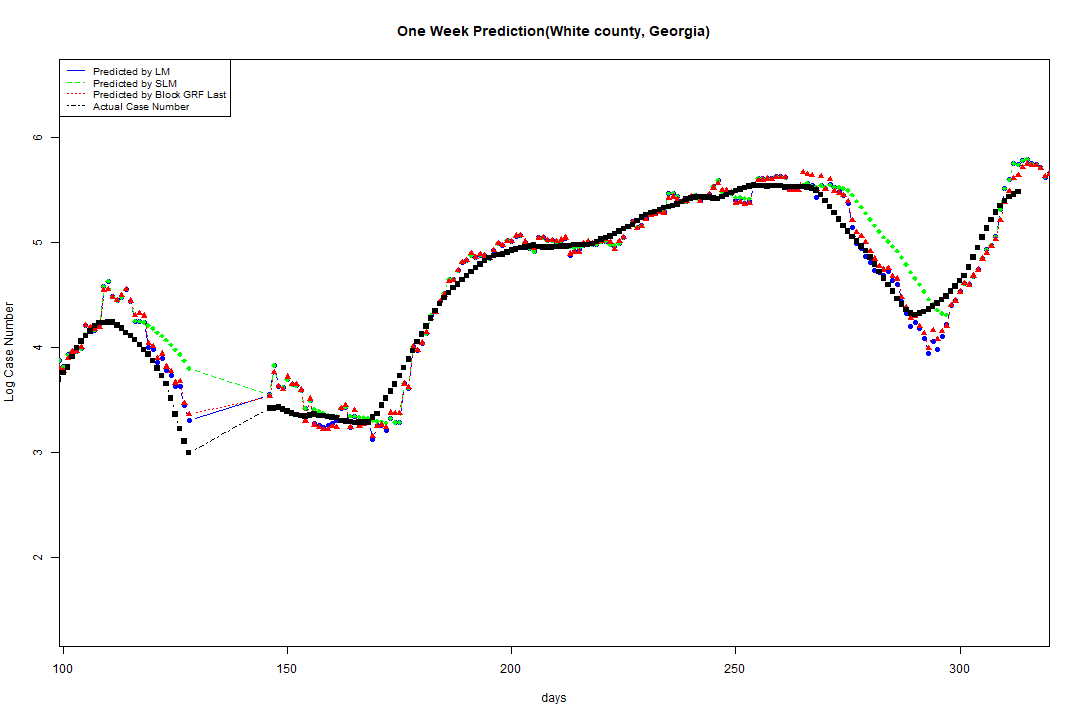 One Week Prediction(White county, Georgia)
Predicted by LM
Predicted by SLM
Predicted by Block GRF Last
Actual Case Number
6
5
4
3
2
Log Case Number
100 150 200 250 300
days